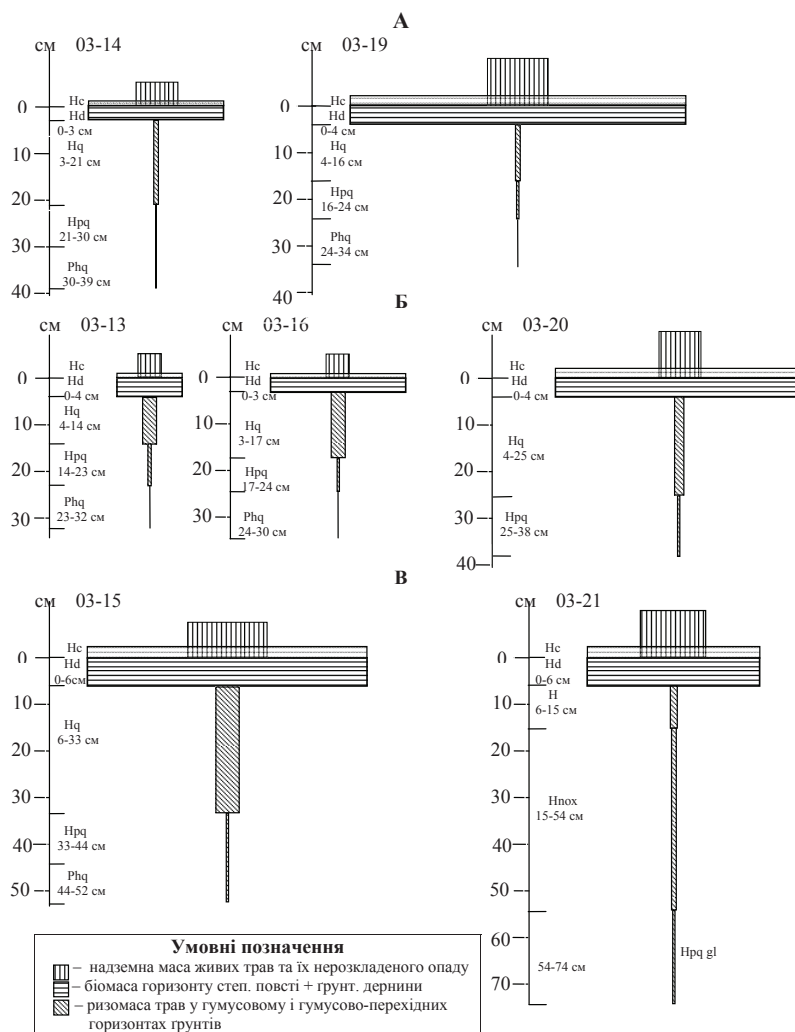 А
см 03-14
0
10
20
30
40
Hc
Hd
0-3 см
Hq
3-21 см
Hpq
21-30 см
Phq
30-39 см
см 03-19
0
10
20
30
40
Hc
Hd
0-4 см
Hq
4-16 см
Hpq
16-24 см
Phq
24-34 см
Б
см 03-13
0
10
20
30
Hc
Hd
0-4 см
Hq
4-14 см
Hpq
14-23 см
Phq
23-32 см
см 03-16
0
10
20
30
Hc
Hd
0-3 см
Hq
3-17 см
Hpq
17-24 см
Phq
24-30 см
см 03-20
0
10
20
30
40
Hc
Hd
0-4 см
Hq
4-25 см
Hpq
25-38 см
В
см 03-15
0
10
20
30
40
50
Hc
Hd
0-6см
Hq
6-33 см
Hpq
33-44 см
Phq
44-52 см
см 03-21
0
10
20
30
40
50
60
70
Hc
Hd
0-6 см
H
6-15 см
Hnox
15-54 см
Hpq gl
54-74 см
Умовні позначення
– надземна маса живих трав та їх нерозкладеного опаду
– біомаса горизонту степ. повсті + ґрунт. дернини
– ризомаса трав у гумусовому і гумусово-перехідних
горизонтах ґрунтів